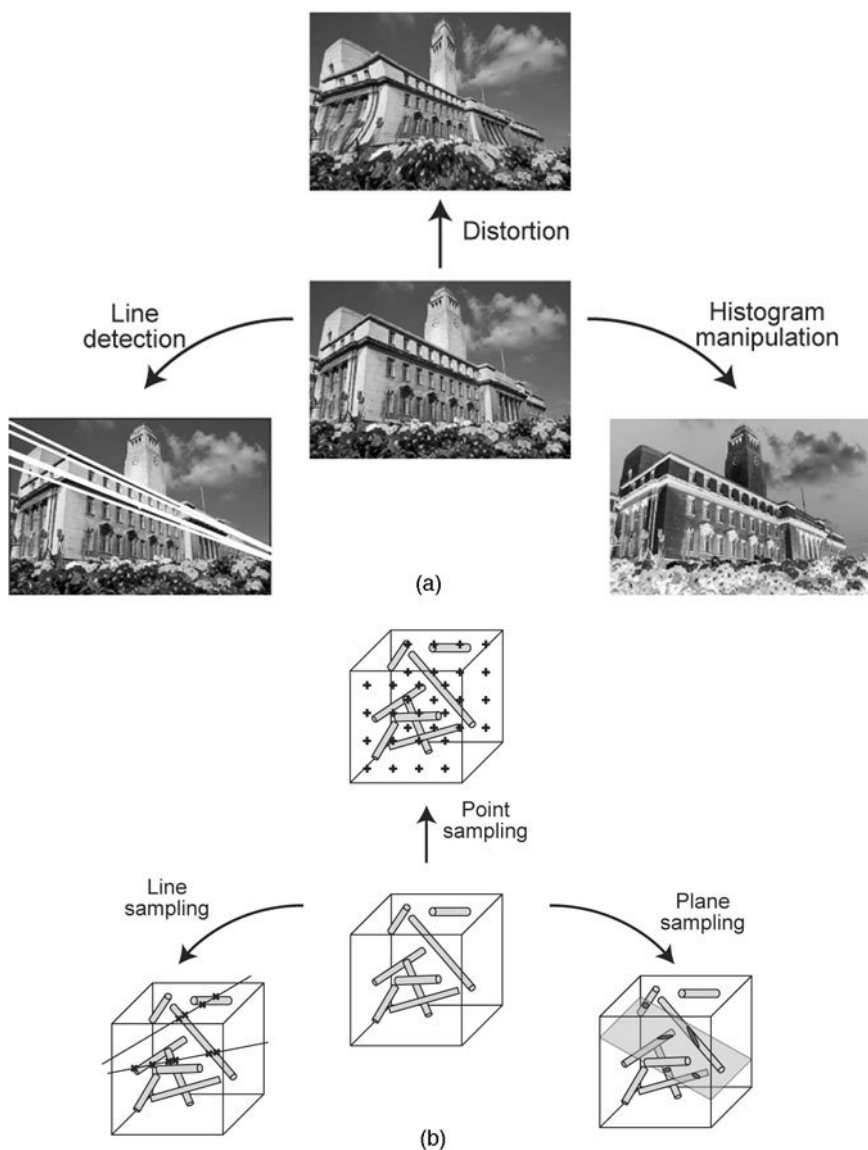 Distortion
Line
detection
Histogram
manipulation
(a)
Point
sampling
Line
sampling
Plane
sampling
(b)